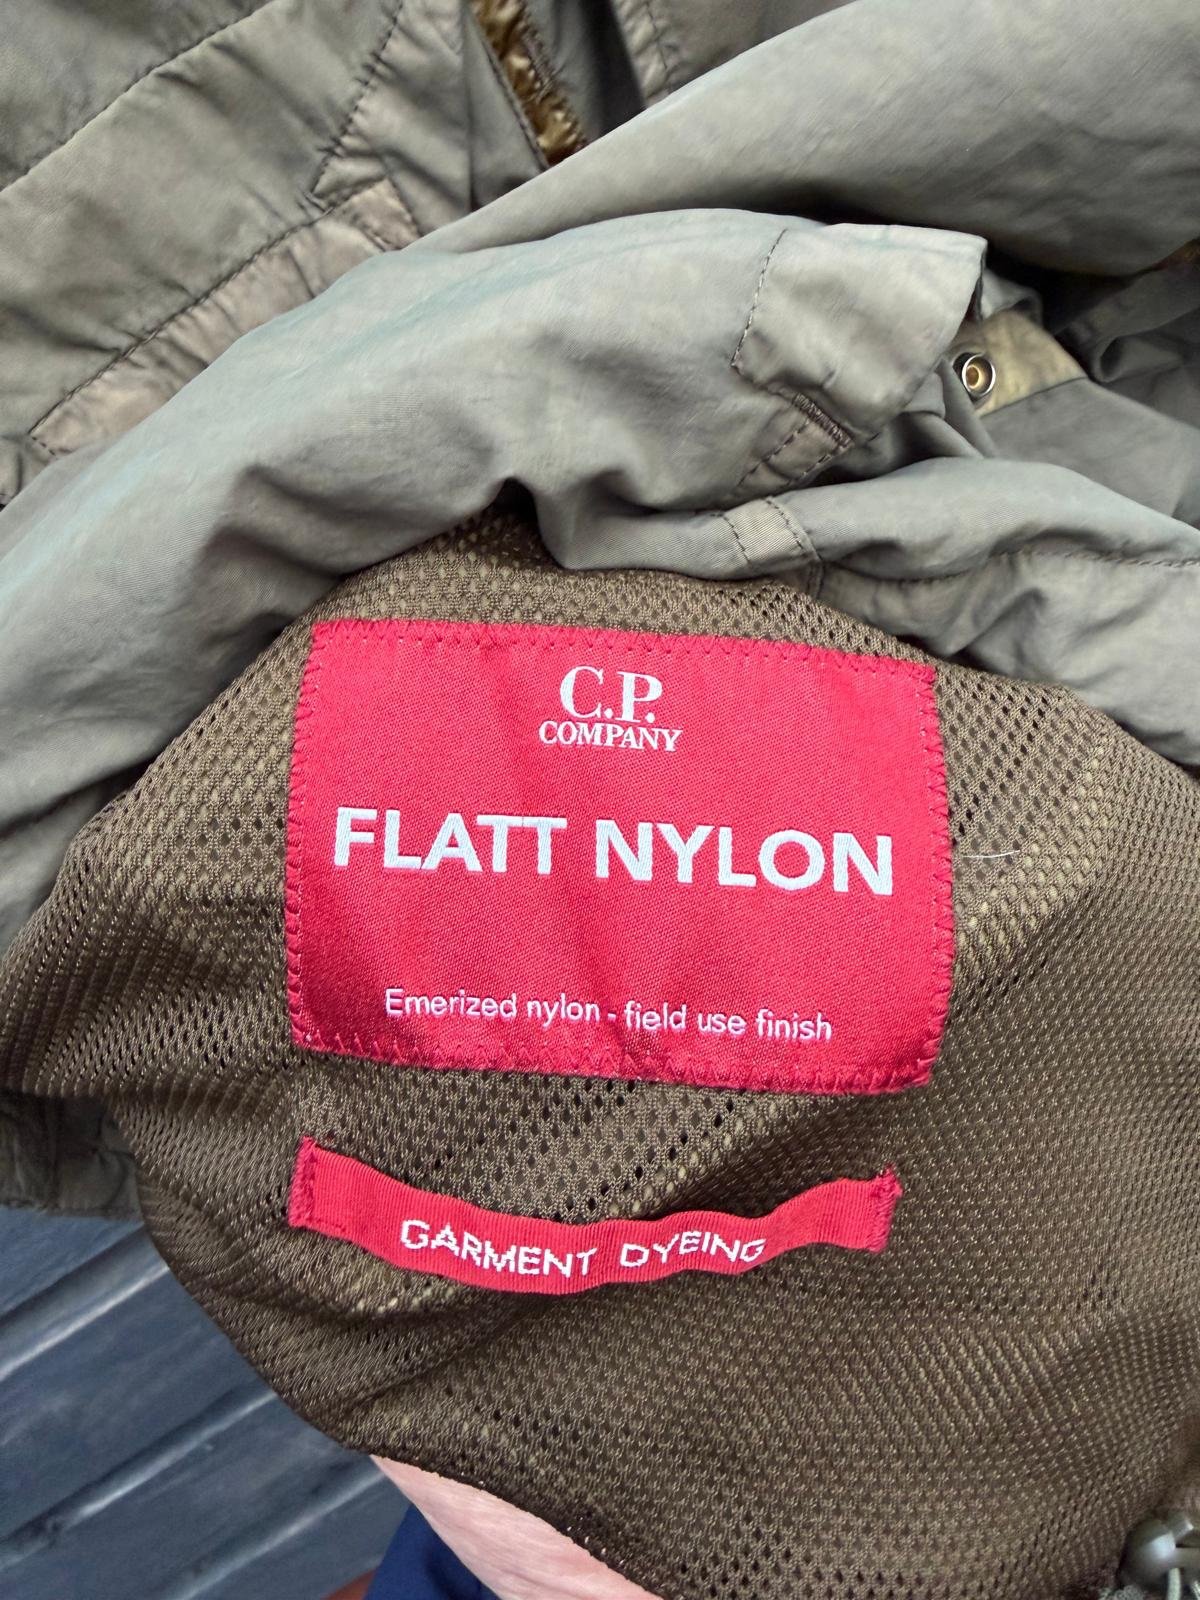 C.P.
COMPANY
FLATT NYLON
Emerized nylon - field use finish
GARMENT DYEING